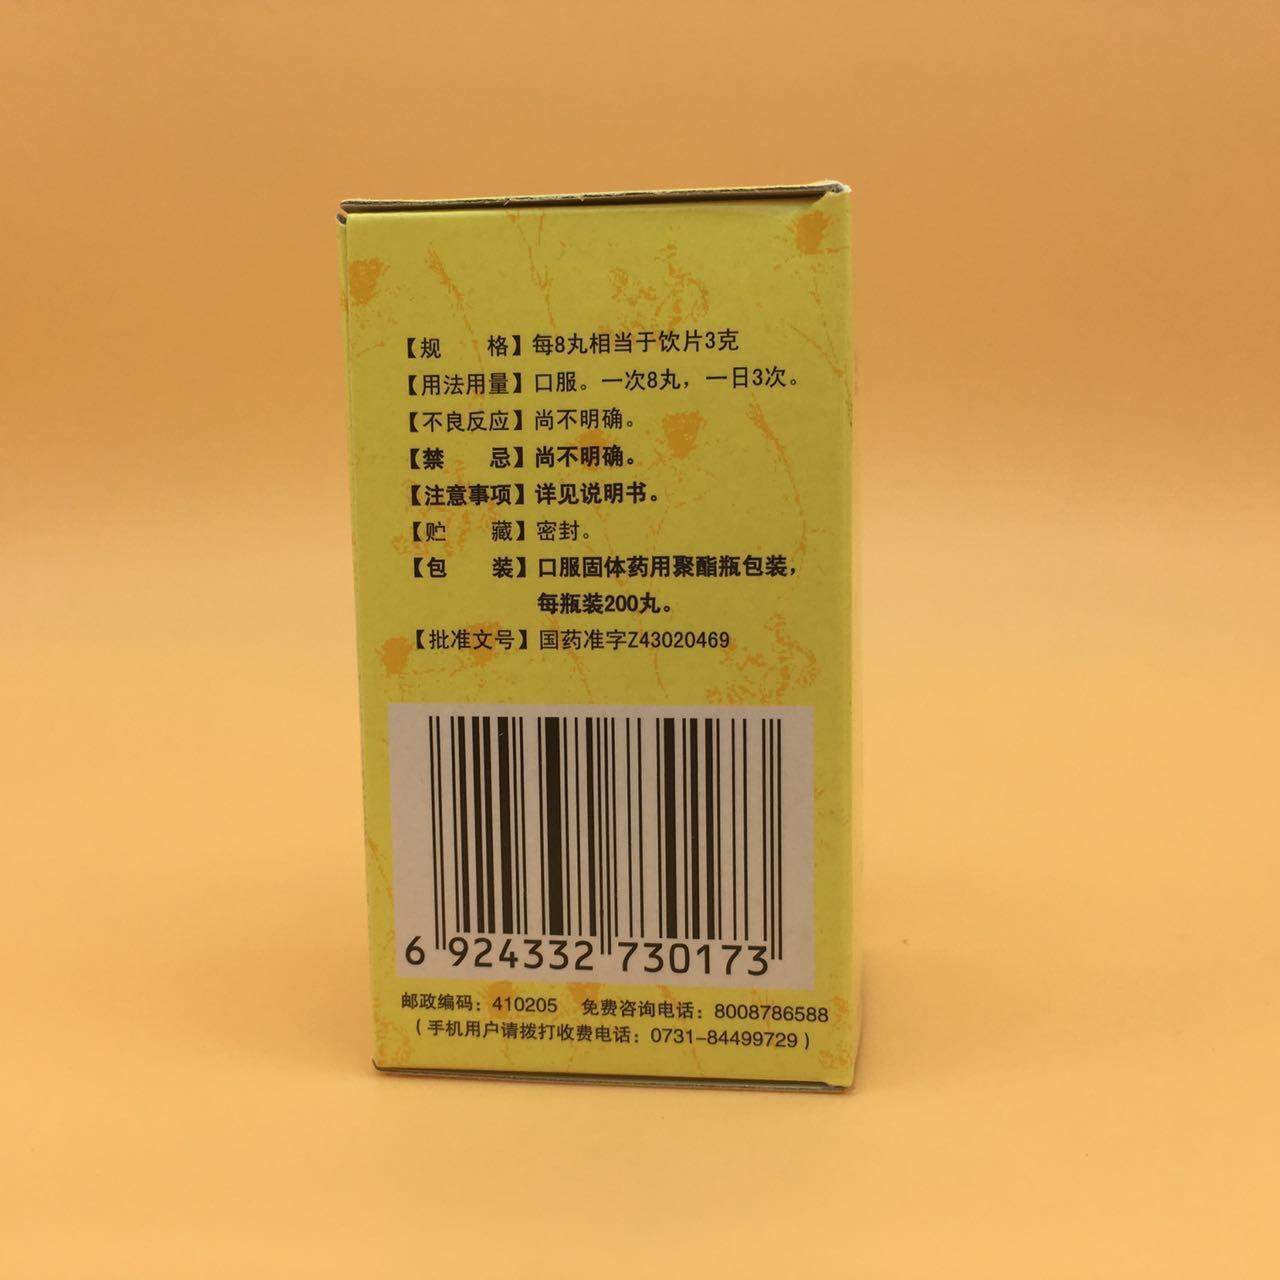 【规　　格】每8丸相当于饮片3克
【用法用量】口服。一次8丸，一日3次。
【不良反应】尚不明确。
【禁　　忌】尚不明确。
【注意事项】详见说明书。
【贮　　藏】密封。
【包　　装】口服固体药用聚酯瓶包装，
每瓶装200丸。
【批准文号】国药准字Z43020469
6 924332 730173
邮政编码：410205　免费咨询电话：8008786588
（手机用户请拨打收费电话：0731-84499729）